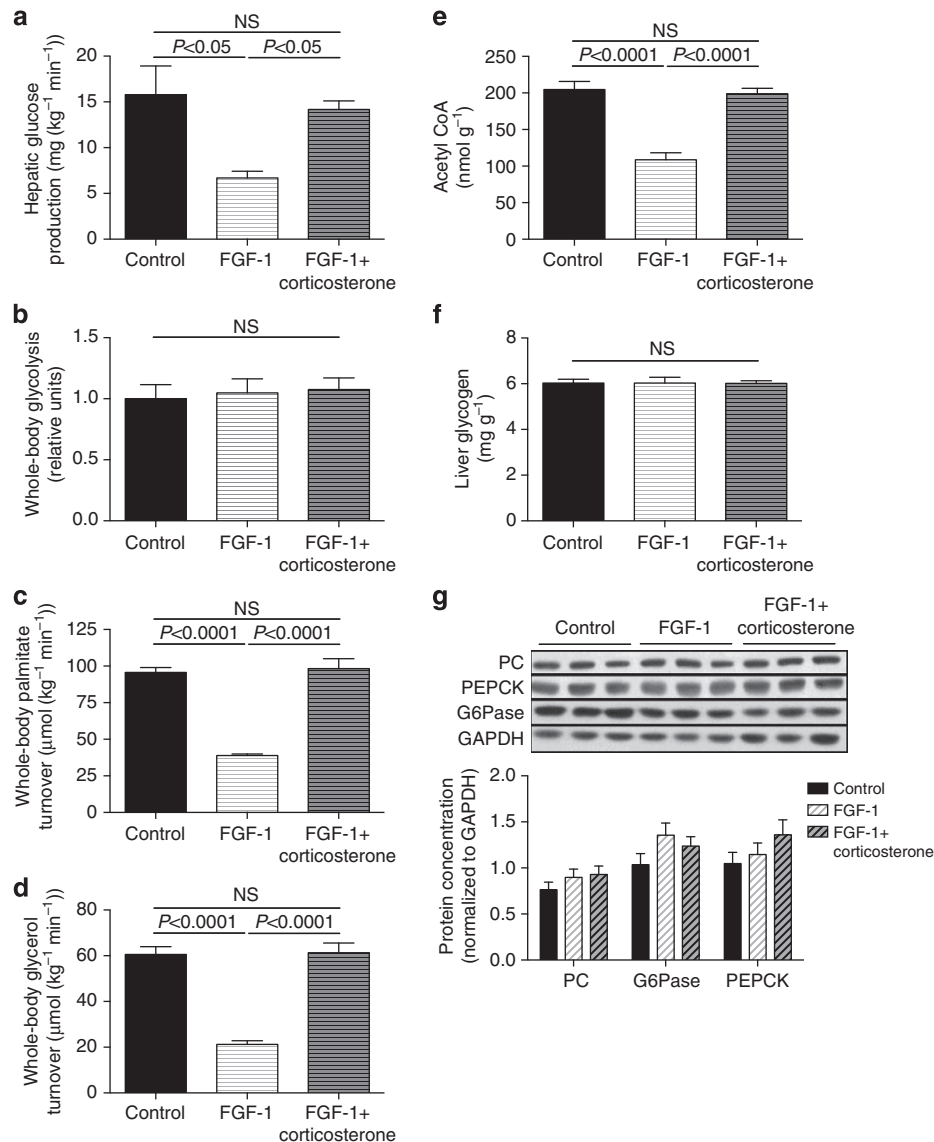 a
NS
P<0.05
P<0.05
Hepatic glucose
production (mg (kg⁻¹ min⁻¹))
20
15
10
5
0
Control
FGF-1
FGF-1+
corticosterone
b
NS
Whole-body glycolysis
(relative units)
1.5
1.0
0.5
0.0
Control
FGF-1
FGF-1+
corticosterone
c
NS
P<0.0001
P<0.0001
Whole-body palmitate
turnover (μmol (kg⁻¹ min⁻¹))
125
100
75
50
25
0
Control
FGF-1
FGF-1+
corticosterone
d
NS
P<0.0001
P<0.0001
Whole-body glycerol
turnover (μmol (kg⁻¹ min⁻¹))
80
60
40
20
0
Control
FGF-1
FGF-1+
corticosterone
e
NS
P<0.0001
P<0.0001
Acetyl CoA
(nmol g⁻¹)
250
200
150
100
50
0
Control
FGF-1
FGF-1+
corticosterone
f
NS
Liver glycogen
(mg g⁻¹)
8
6
4
2
0
Control
FGF-1
FGF-1+
corticosterone
g
Control
FGF-1
FGF-1+
corticosterone
PC
PEPCK
G6Pase
GAPDH
Protein concentration
(normalized to GAPDH)
2.0
1.5
1.0
0.5
0.0
PC
G6Pase
PEPCK
Control
FGF-1
FGF-1+
corticosterone